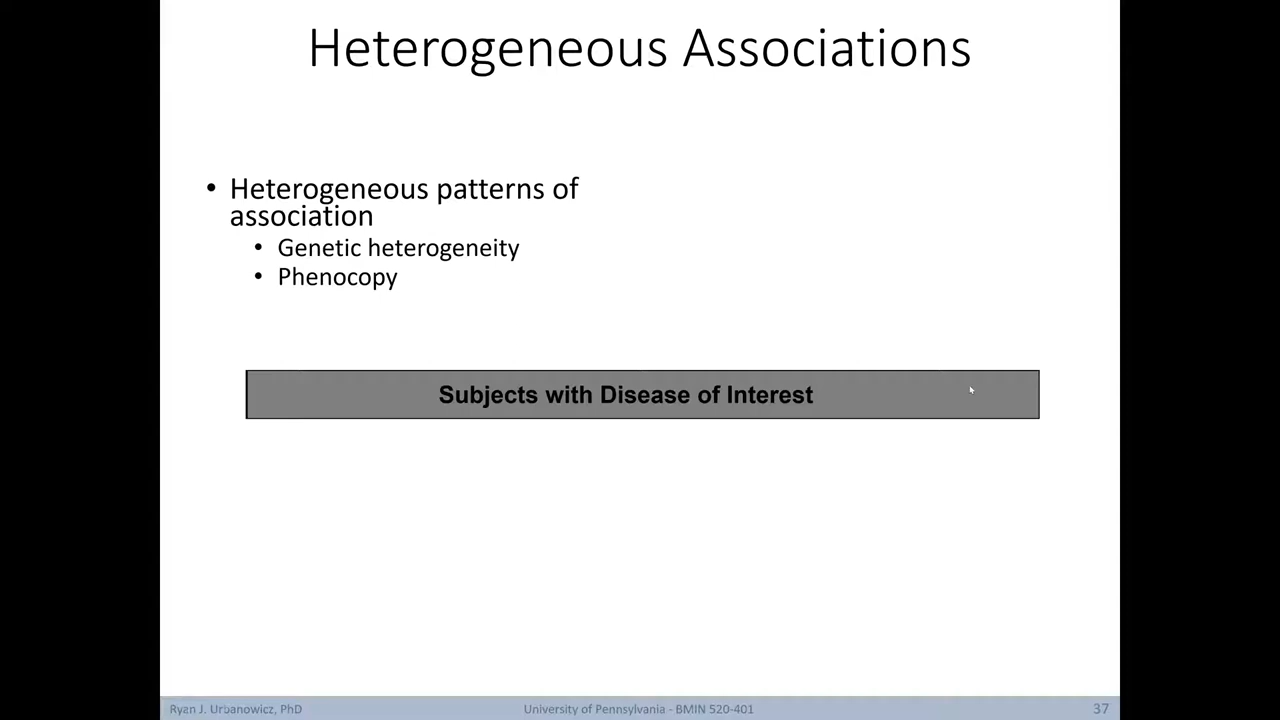 Heterogeneous Associations
• Heterogeneous patterns of
association
• Genetic heterogeneity
• Phenocopy
Subjects with Disease of Interest
Ryan J. Urbanowicz, PhD
University of Pennsylvania - BMIN 520-401
37